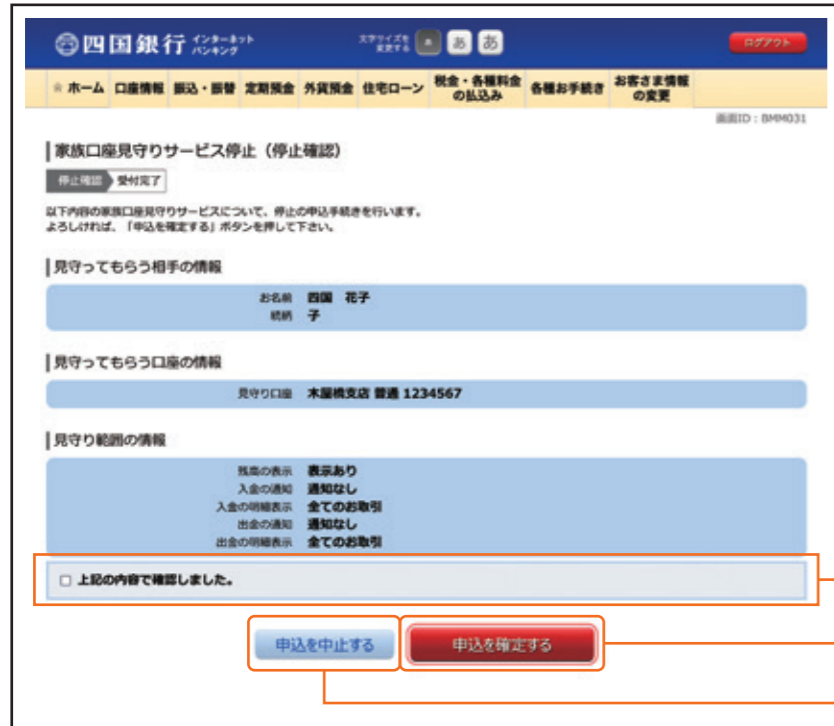 四国銀行 インターネット
バンキング
文字サイズを
変更する
あ あ
ログアウト
ホーム 口座情報 振込・振替 定期預金 外貨預金 住宅ローン 税金・各種料金
の払込み 各種お手続き お客さま情報
の変更
画面ID：BMM031
家族口座見守りサービス停止（停止確認）
停止確認 受付完了
以下内容の家族口座見守りサービスについて、停止の申込手続きを行います。
よろしければ、「申込を確定する」ボタンを押して下さい。
見守ってもらう相手の情報
お名前 四国　花子
続柄 子
見守ってもらう口座の情報
見守り口座 木屋橋支店 普通 1234567
見守り範囲の情報
残高の表示 表示あり
入金の通知 通知なし
入金の明細表示 全てのお取引
出金の通知 通知なし
出金の明細表示 全てのお取引
上記の内容で確認しました。
申込を中止する 申込を確定する